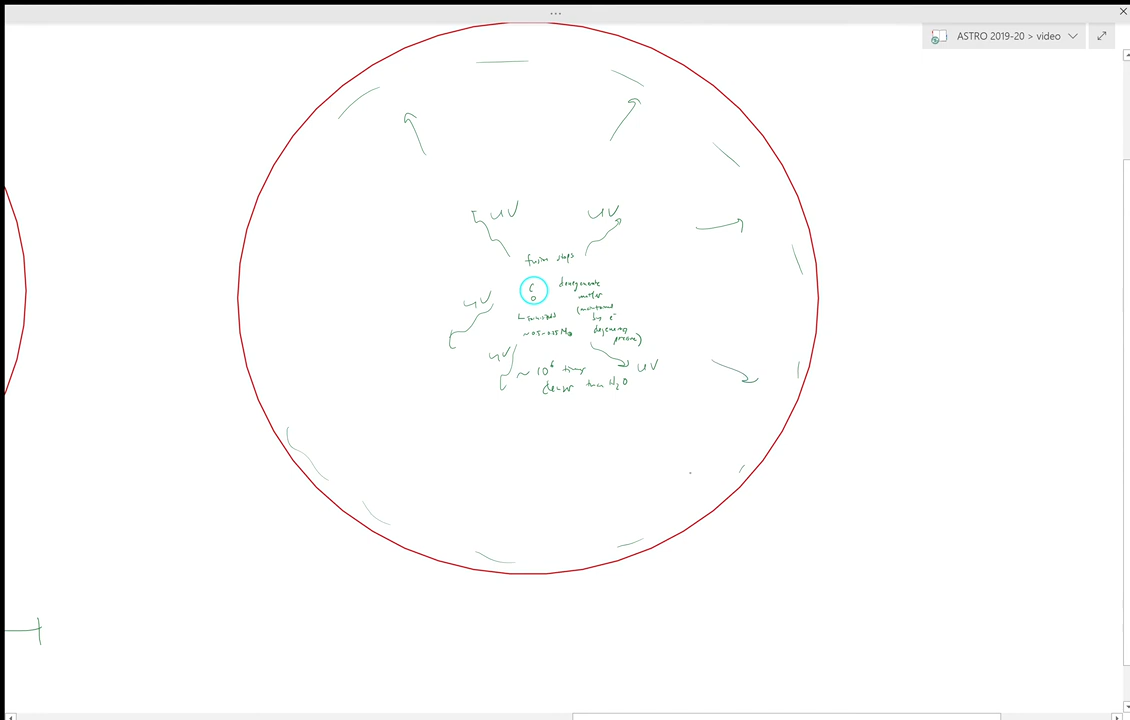 ...
ASTRO 2019-20 > video
UV UV
fusion stops
C
O
degenerate
matter
(maintained
by e⁻
degeneracy
pressure)
UV
UV
UV
~ 10⁶ times
denser than H₂O